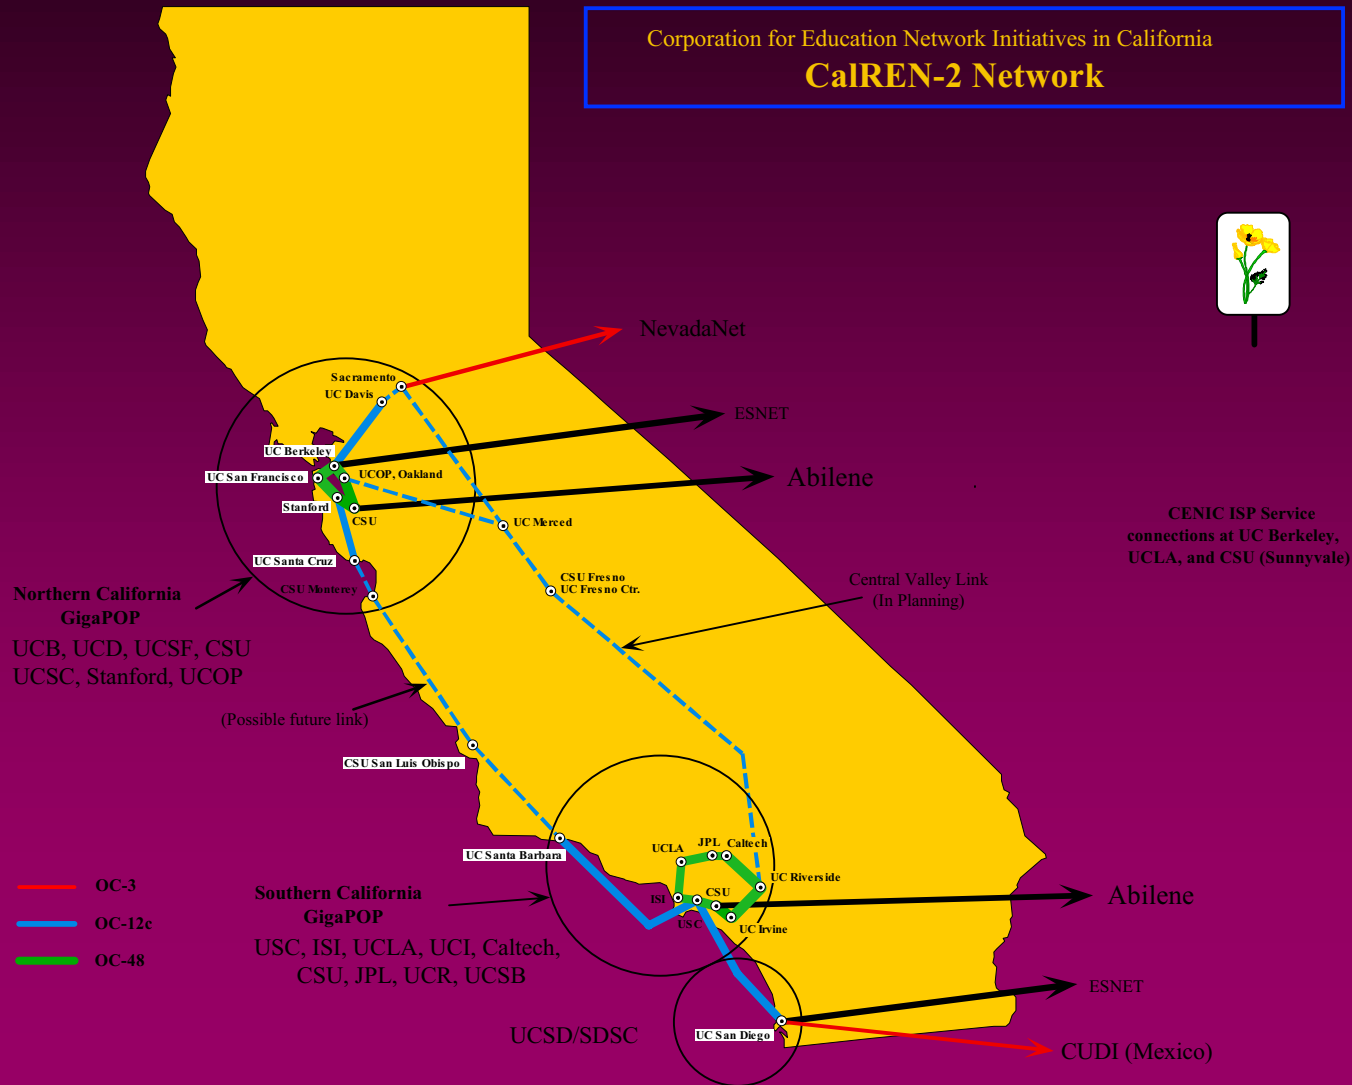 Corporation for Education Network Initiatives in California
CalREN-2 Network
NevadaNet
Sacramento
UC Davis
ESNET
UC Berkeley
UC San Francisco
UCOP, Oakland
Abilene
Stanford
CSU
UC Merced
CENIC ISP Service
connections at UC Berkeley,
UCLA, and CSU (Sunnyvale)
UC Santa Cruz
CSU Monterey
CSU Fresno
UC Fresno Ctr.
Central Valley Link
(In Planning)
Northern California
GigaPOP
UCB, UCD, UCSF, CSU
UCSC, Stanford, UCOP
(Possible future link)
CSU San Luis Obispo
UC Santa Barbara
UCLA
JPL
Caltech
UC Riverside
ISI
CSU
USC
UC Irvine
Abilene
OC-3
OC-12c
OC-48
Southern California
GigaPOP
USC, ISI, UCLA, UCI, Caltech,
CSU, JPL, UCR, UCSB
ESNET
UCSD/SDSC
UC San Diego
CUDI (Mexico)